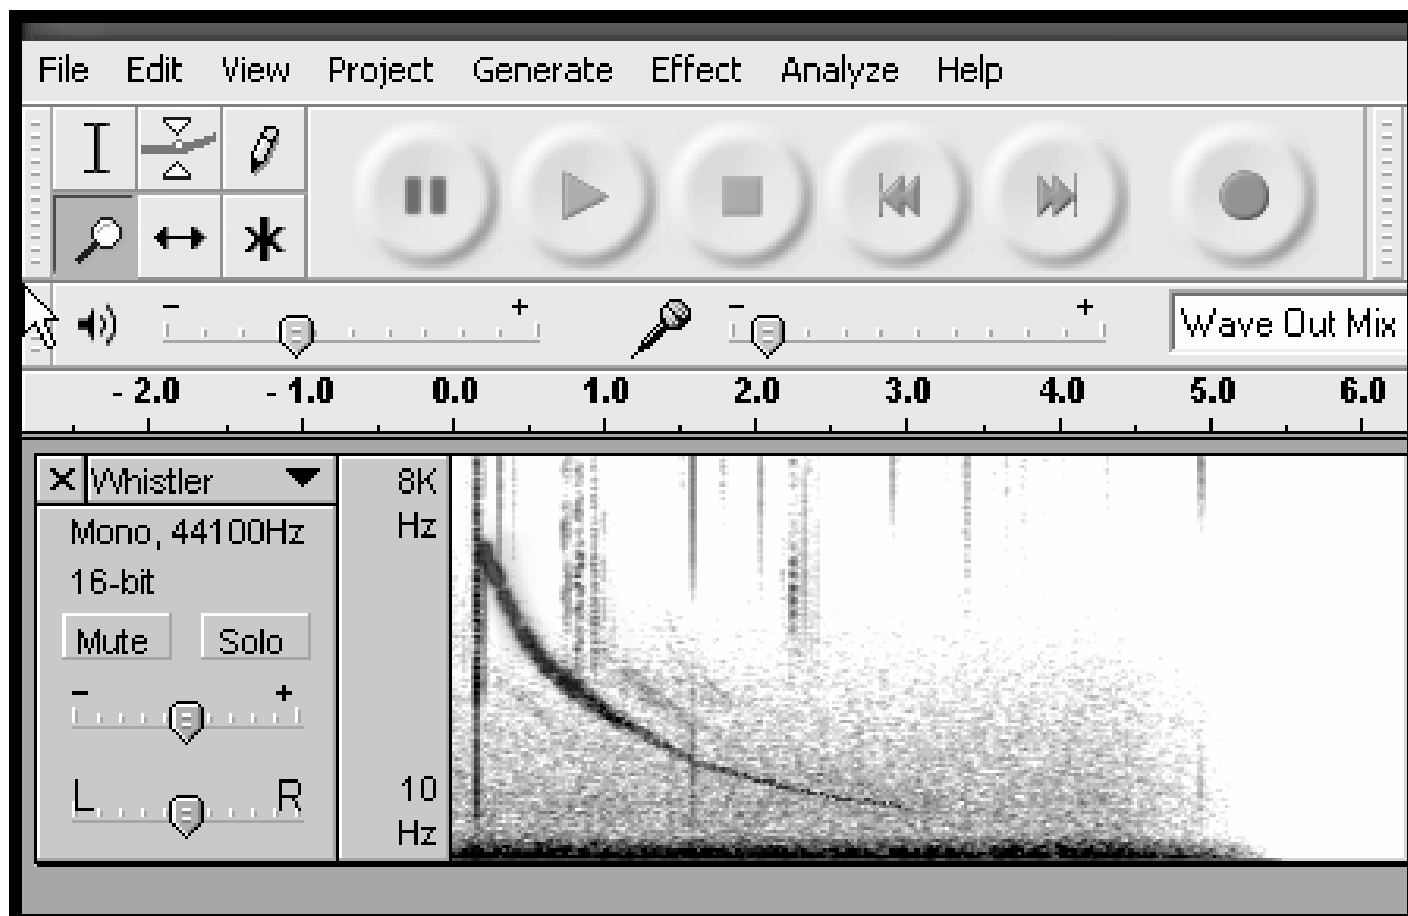 File Edit View Project Generate Effect Analyze Help
- + - + Wave Out Mix
- 2.0 - 1.0 0.0 1.0 2.0 3.0 4.0 5.0 6.0
X Whistler
8K
Hz
Mono, 44100Hz
16-bit
Mute Solo
- +
L R
10
Hz